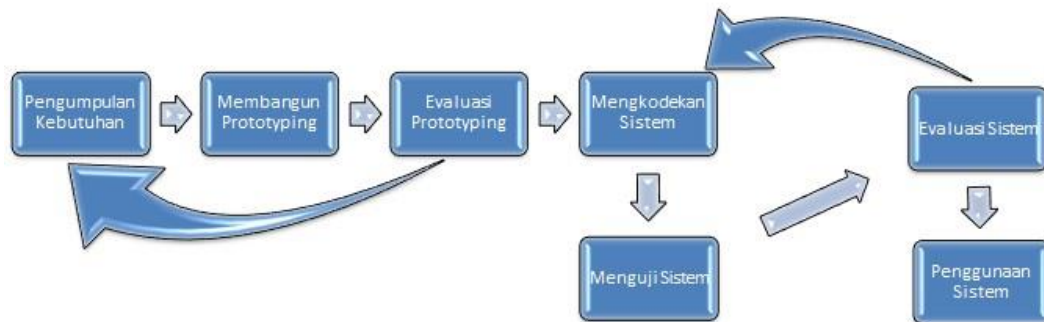 Pengumpulan
Kebutuhan
Membangun
Prototyping
Evaluasi
Prototyping
Mengkodekan
Sistem
Menguji Sistem
Evaluasi Sistem
Penggunaan
Sistem